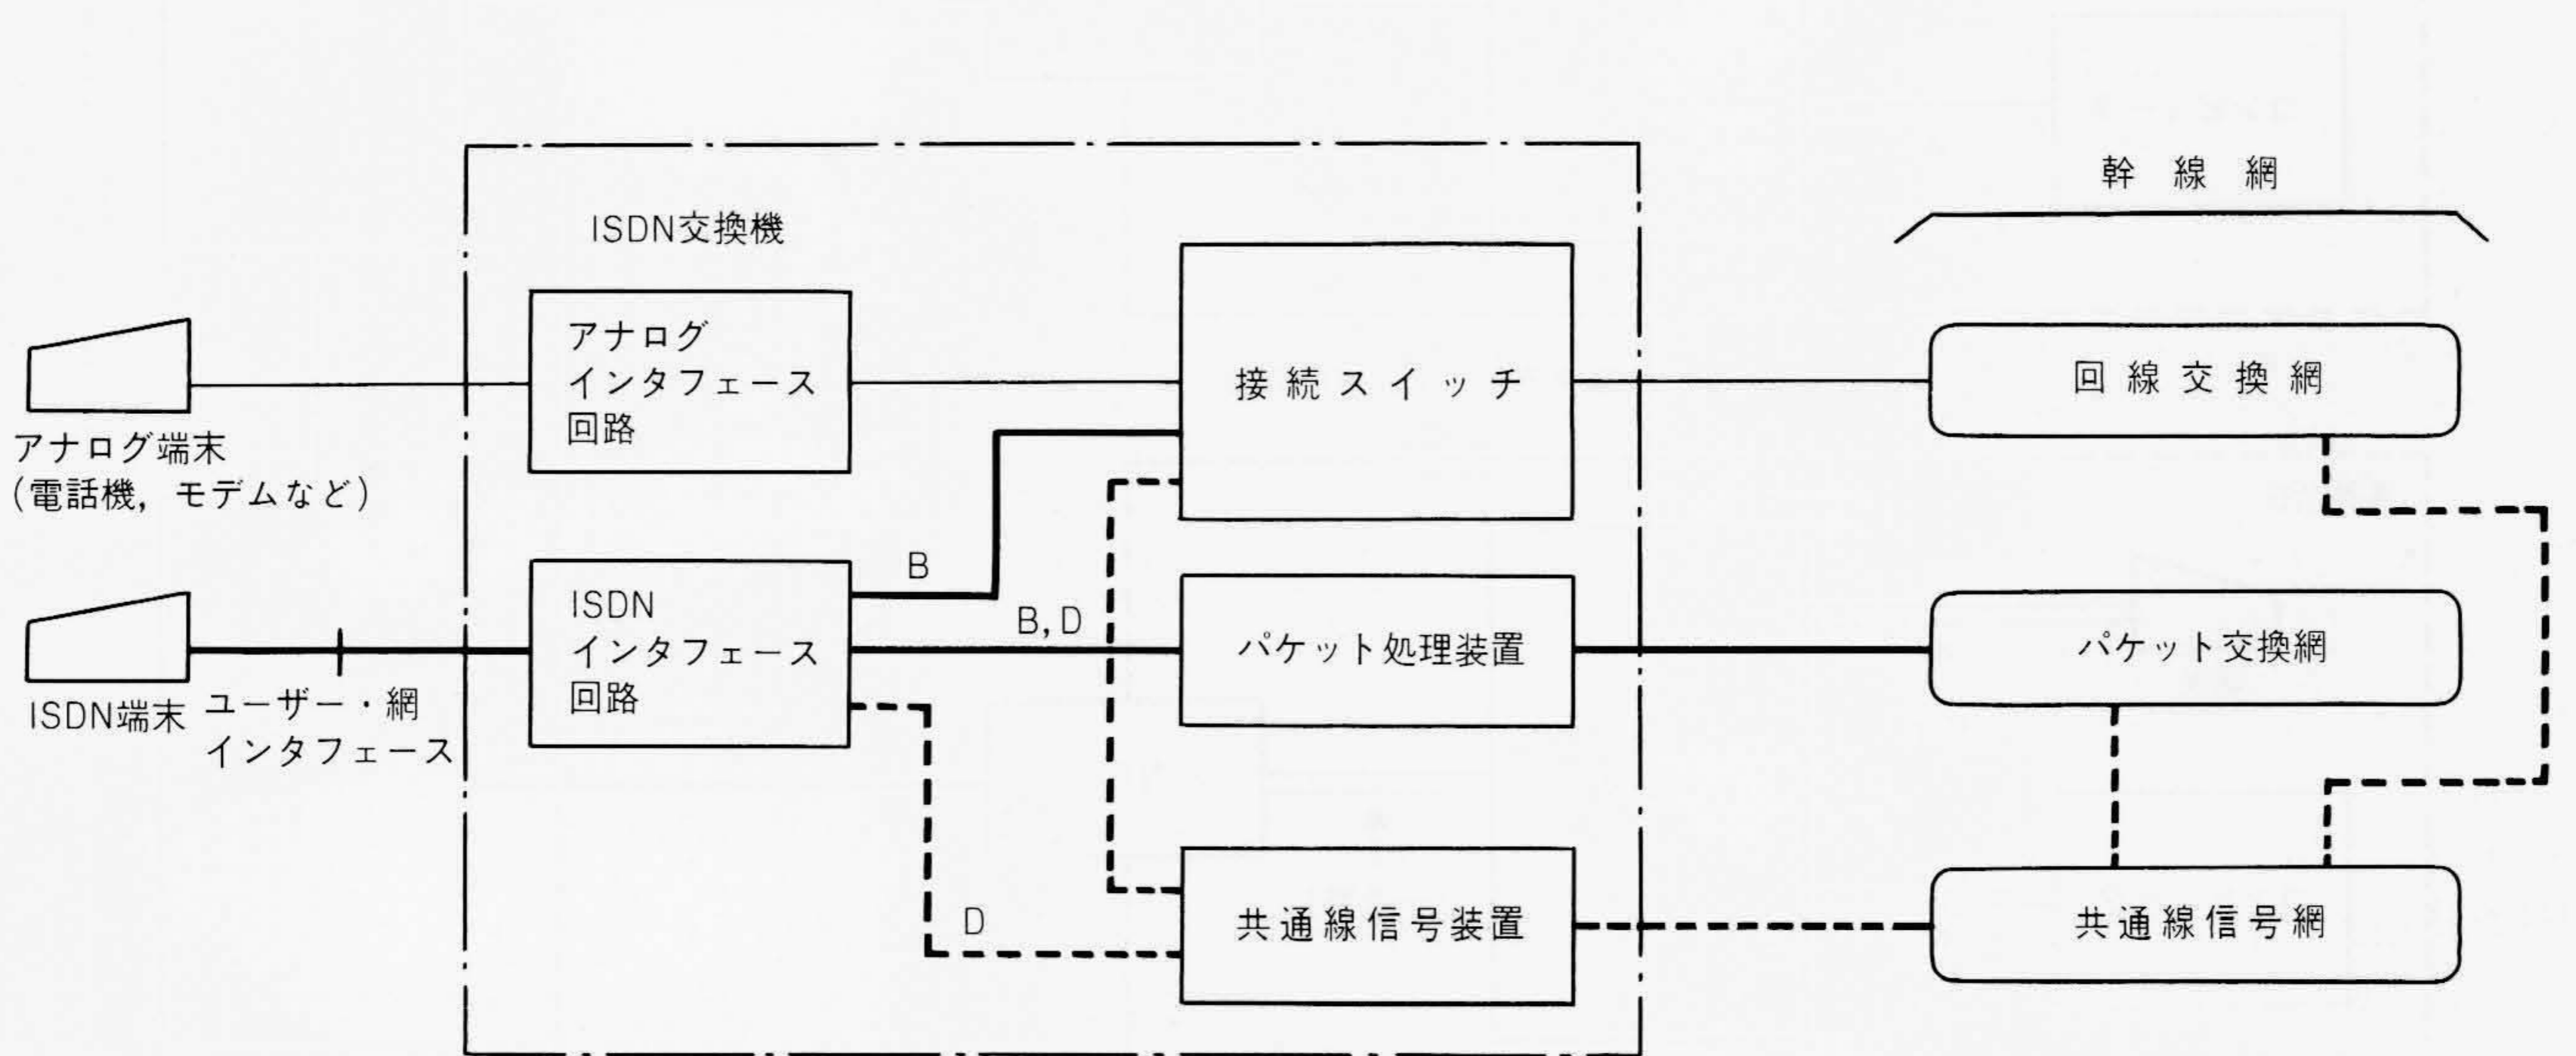 幹線網
ISDN交換機
アナログ
インタフェース
回路
接続スイッチ
回線交換網
アナログ端末
(電話機, モデムなど)
B
ISDN
インタフェース
回路
B, D
パケット処理装置
パケット交換網
ISDN端末
ユーザー・網
インタフェース
D
共通線信号装置
共通線信号網